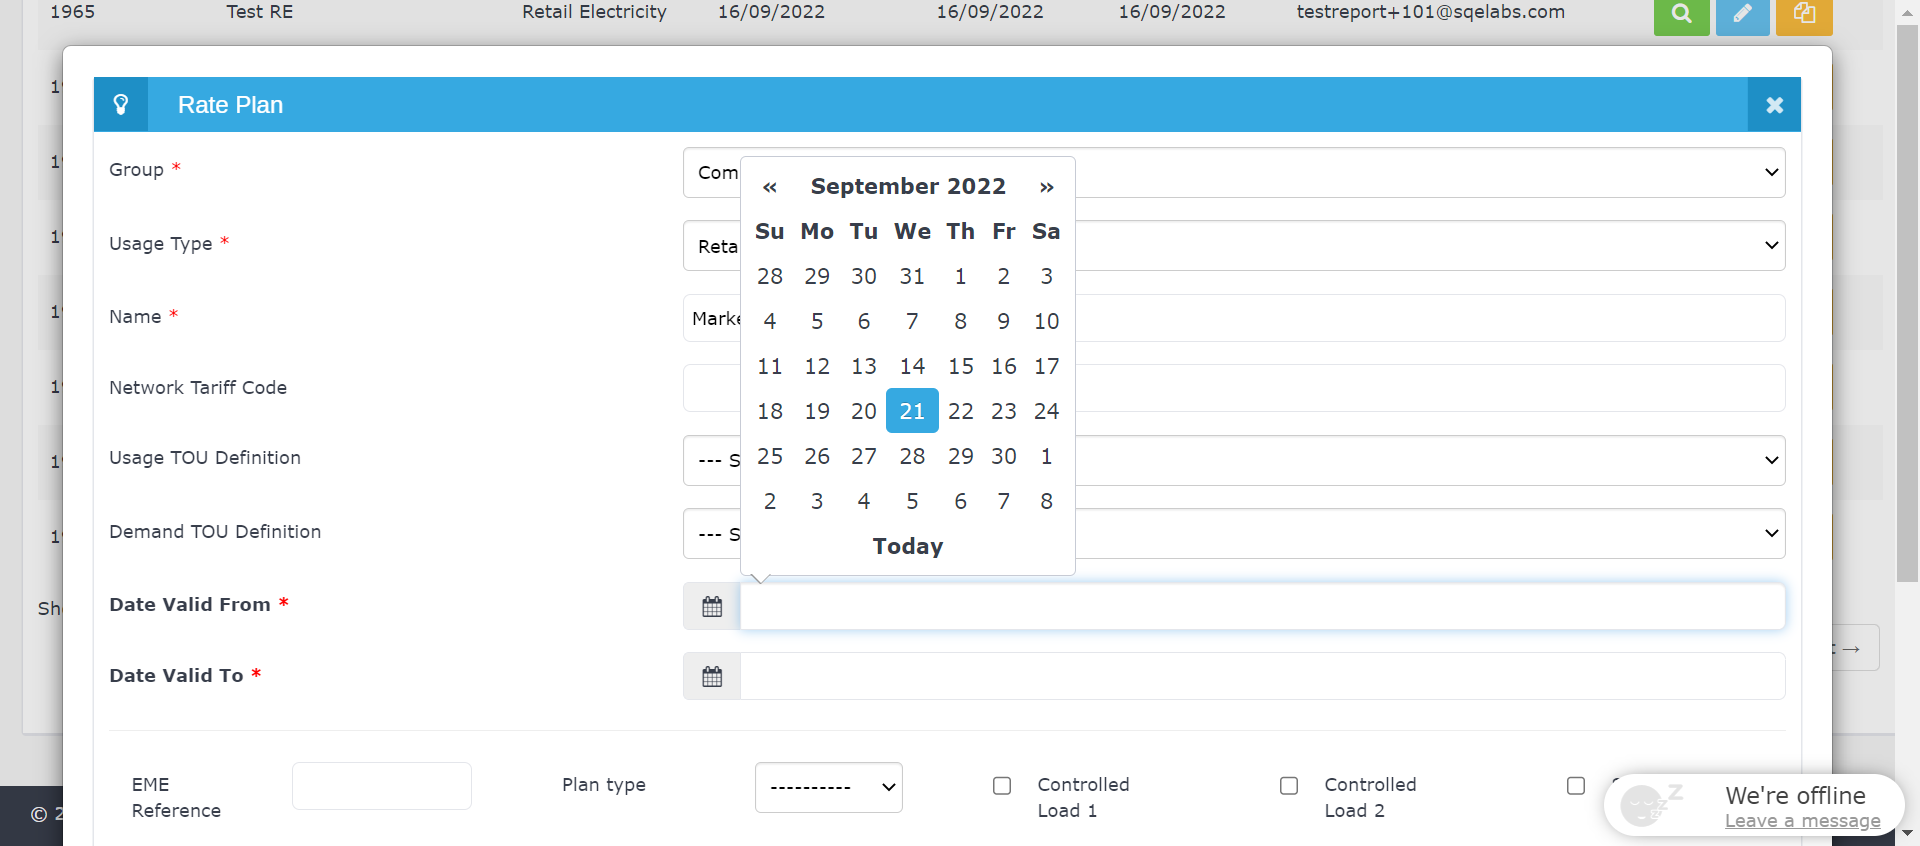 1965 Test RE Retail Electricity 16/09/2022 16/09/2022 16/09/2022 testreport+101@sqelabs.com
Rate Plan
Group *
Usage Type *
Name *
Network Tariff Code
Usage TOU Definition
Demand TOU Definition
« September 2022 »
Su Mo Tu We Th Fr Sa
28 29 30 31 1 2 3
4 5 6 7 8 9 10
11 12 13 14 15 16 17
18 19 20 21 22 23 24
25 26 27 28 29 30 1
2 3 4 5 6 7 8
Today
Date Valid From *
Date Valid To *
EME
Reference
Plan type
----------
Controlled
Load 1
Controlled
Load 2
We're offline
Leave a message